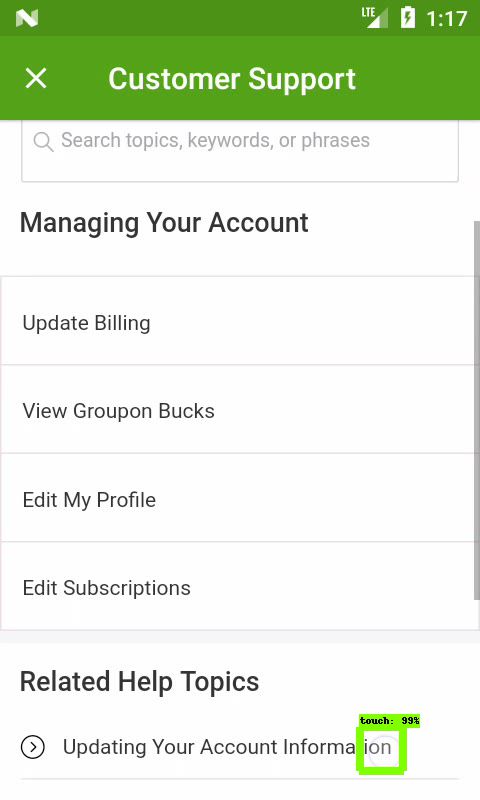 LTE 1:17
Customer Support
Search topics, keywords, or phrases
Managing Your Account
Update Billing
View Groupon Bucks
Edit My Profile
Edit Subscriptions
Related Help Topics
touch: 99%
Updating Your Account Information